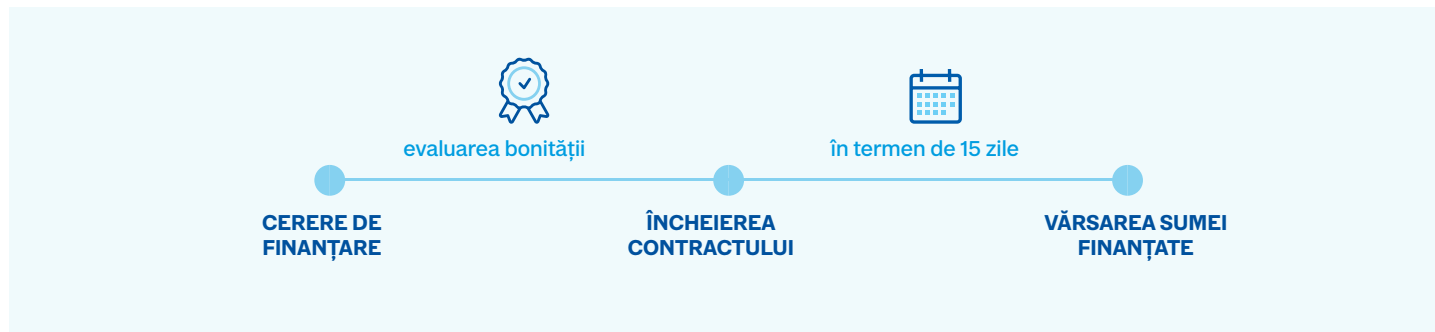 evaluarea bonității
în termen de 15 zile
CERERE DE
FINANȚARE
ÎNCHEIEREA
CONTRACTULUI
VĂRSAREA SUMEI
FINANȚATE